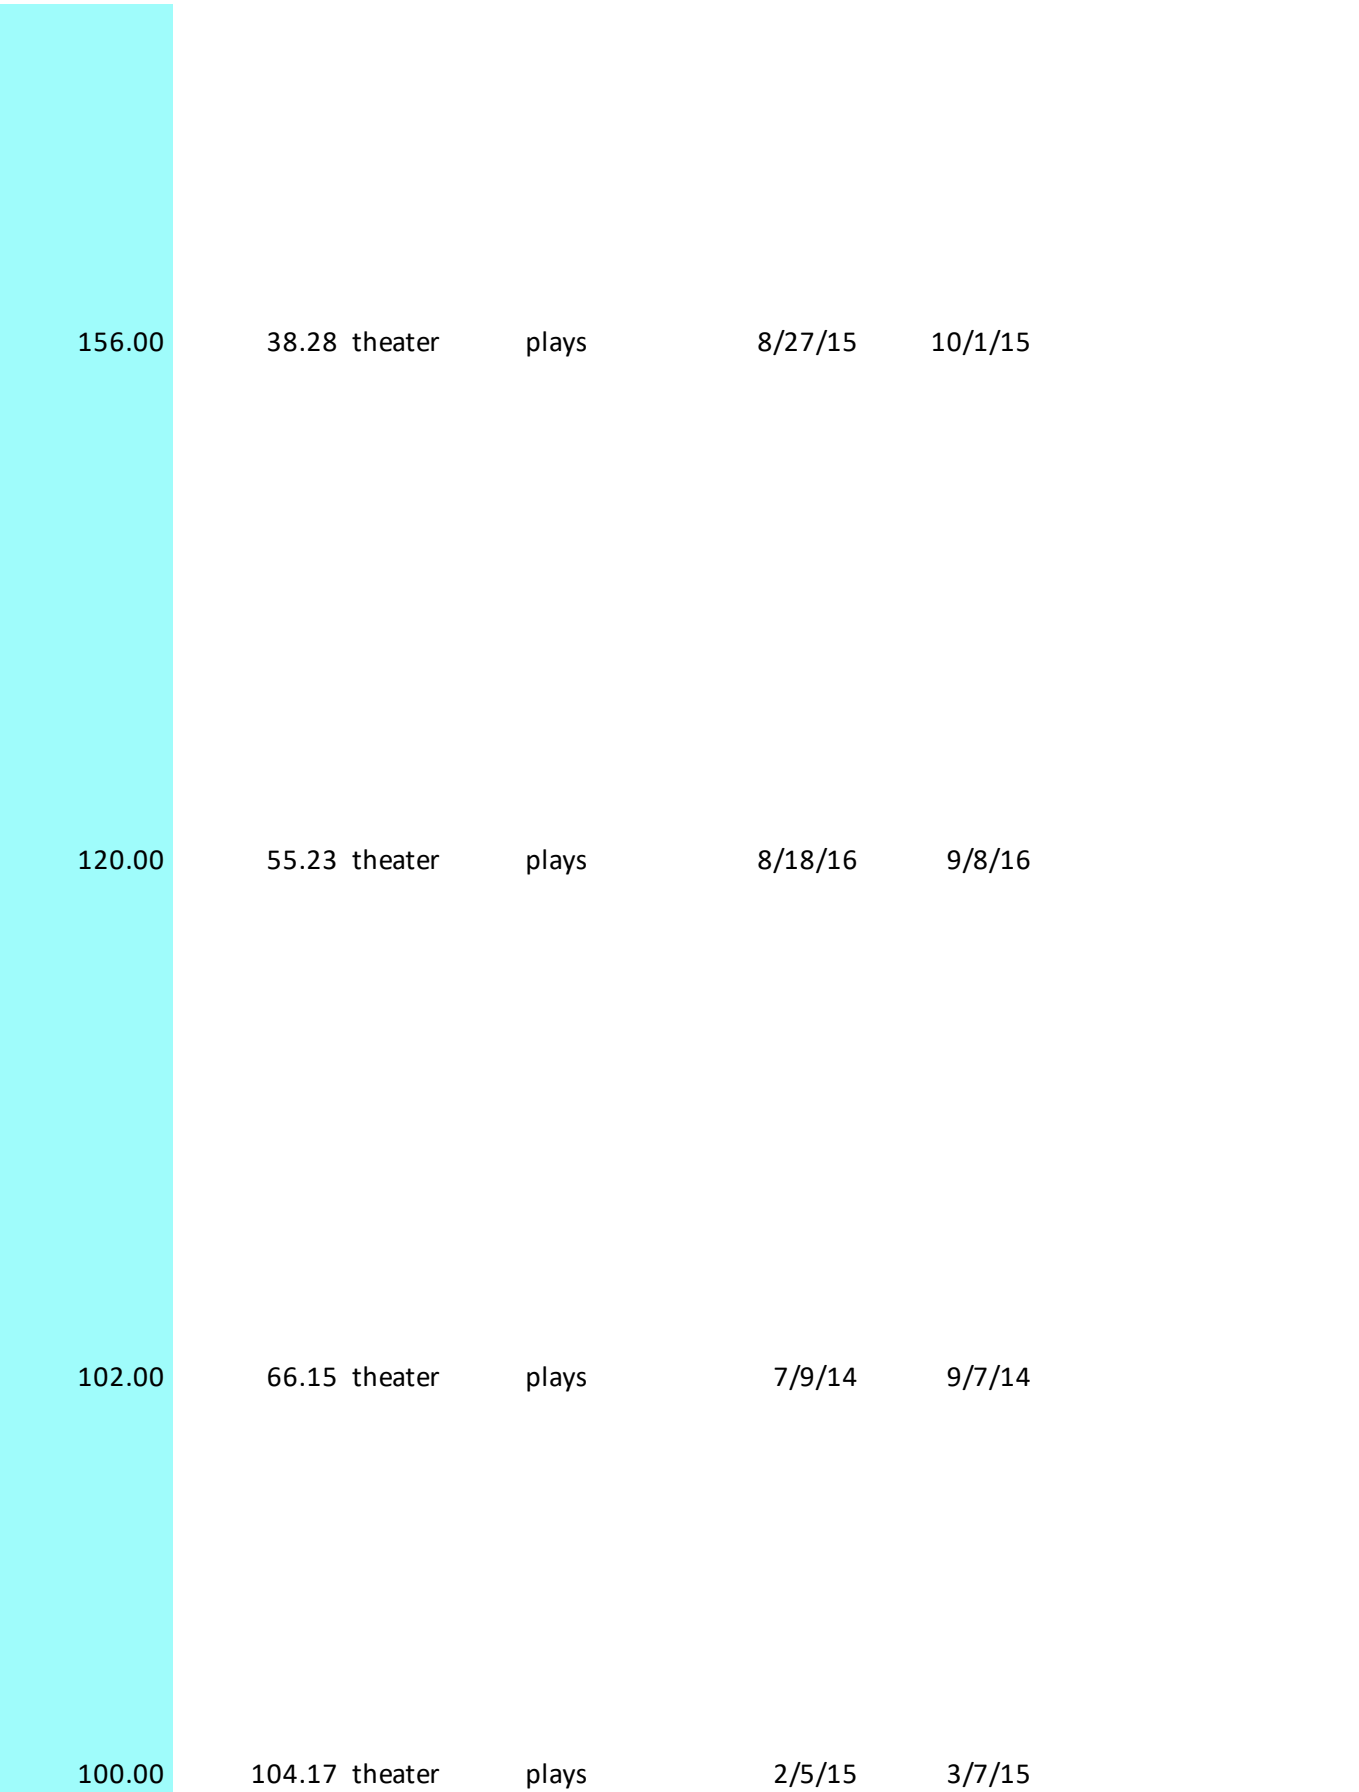 156.00 38.28 theater plays 8/27/15 10/1/15
120.00 55.23 theater plays 8/18/16 9/8/16
102.00 66.15 theater plays 7/9/14 9/7/14
100.00 104.17 theater plays 2/5/15 3/7/15